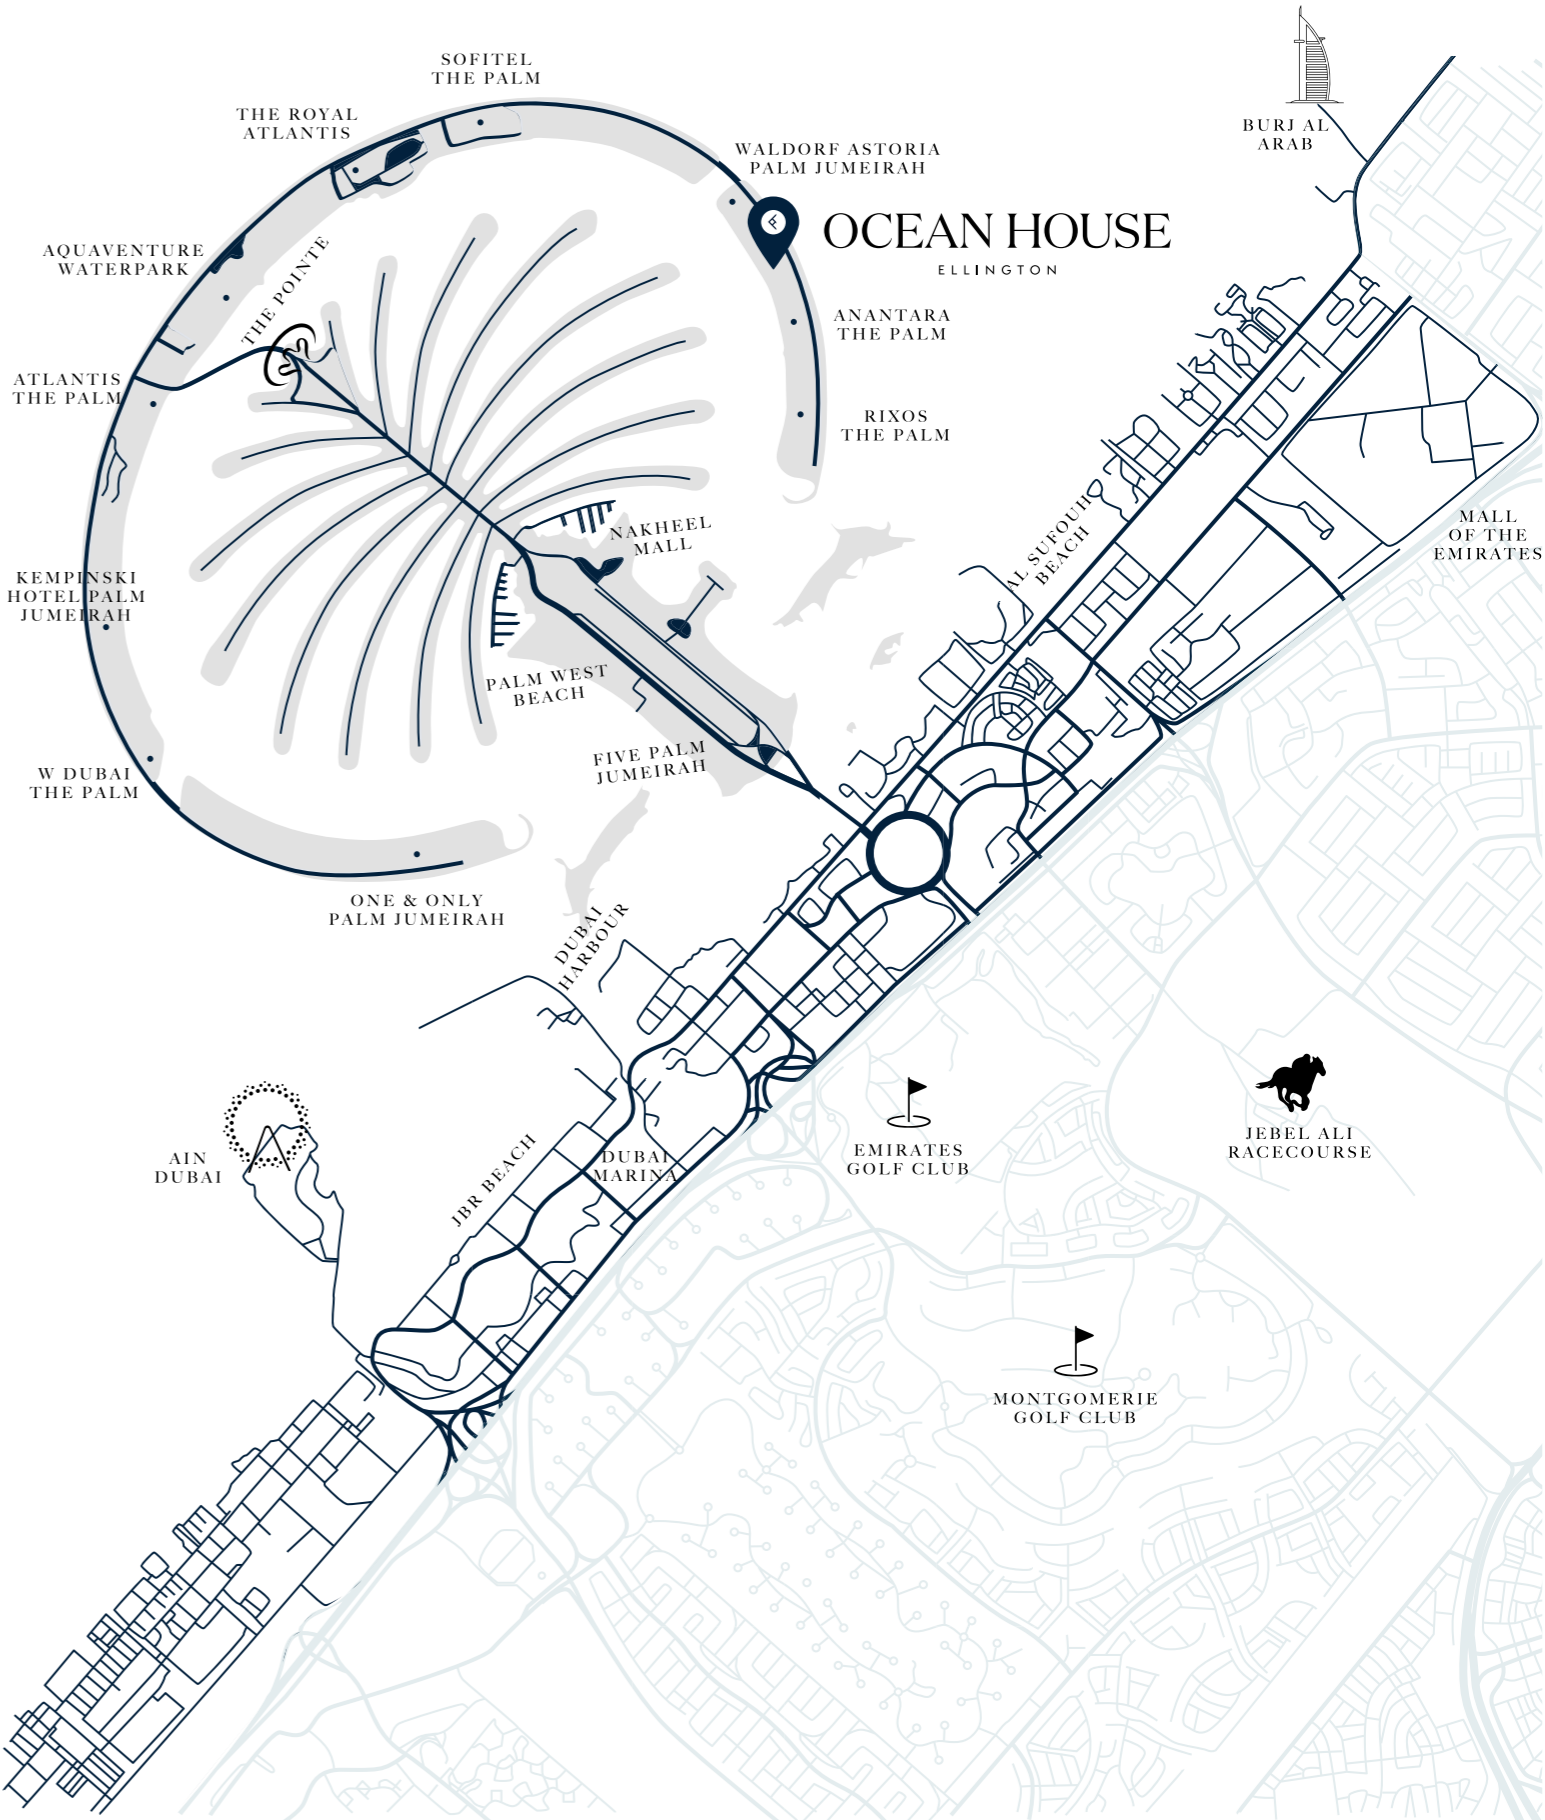 SOFITEL
THE PALM
THE ROYAL
ATLANTIS
BURJ AL
ARAB
WALDORF ASTORIA
PALM JUMEIRAH
OCEAN HOUSE
ELLINGTON
AQUAVENTURE
WATERPARK
THE POINTE
ANANTARA
THE PALM
ATLANTIS
THE PALM
RIXOS
THE PALM
AL SUFOUH
BEACH
MALL
OF THE
EMIRATES
NAKHEEL
MALL
KEMPINSKI
HOTEL PALM
JUMEIRAH
PALM WEST
BEACH
FIVE PALM
JUMEIRAH
W DUBAI
THE PALM
ONE & ONLY
PALM JUMEIRAH
DUBAI
HARBOUR
AIN
DUBAI
JBR BEACH
DUBAI
MARINA
EMIRATES
GOLF CLUB
JEBEL ALI
RACECOURSE
MONTGOMERIE
GOLF CLUB